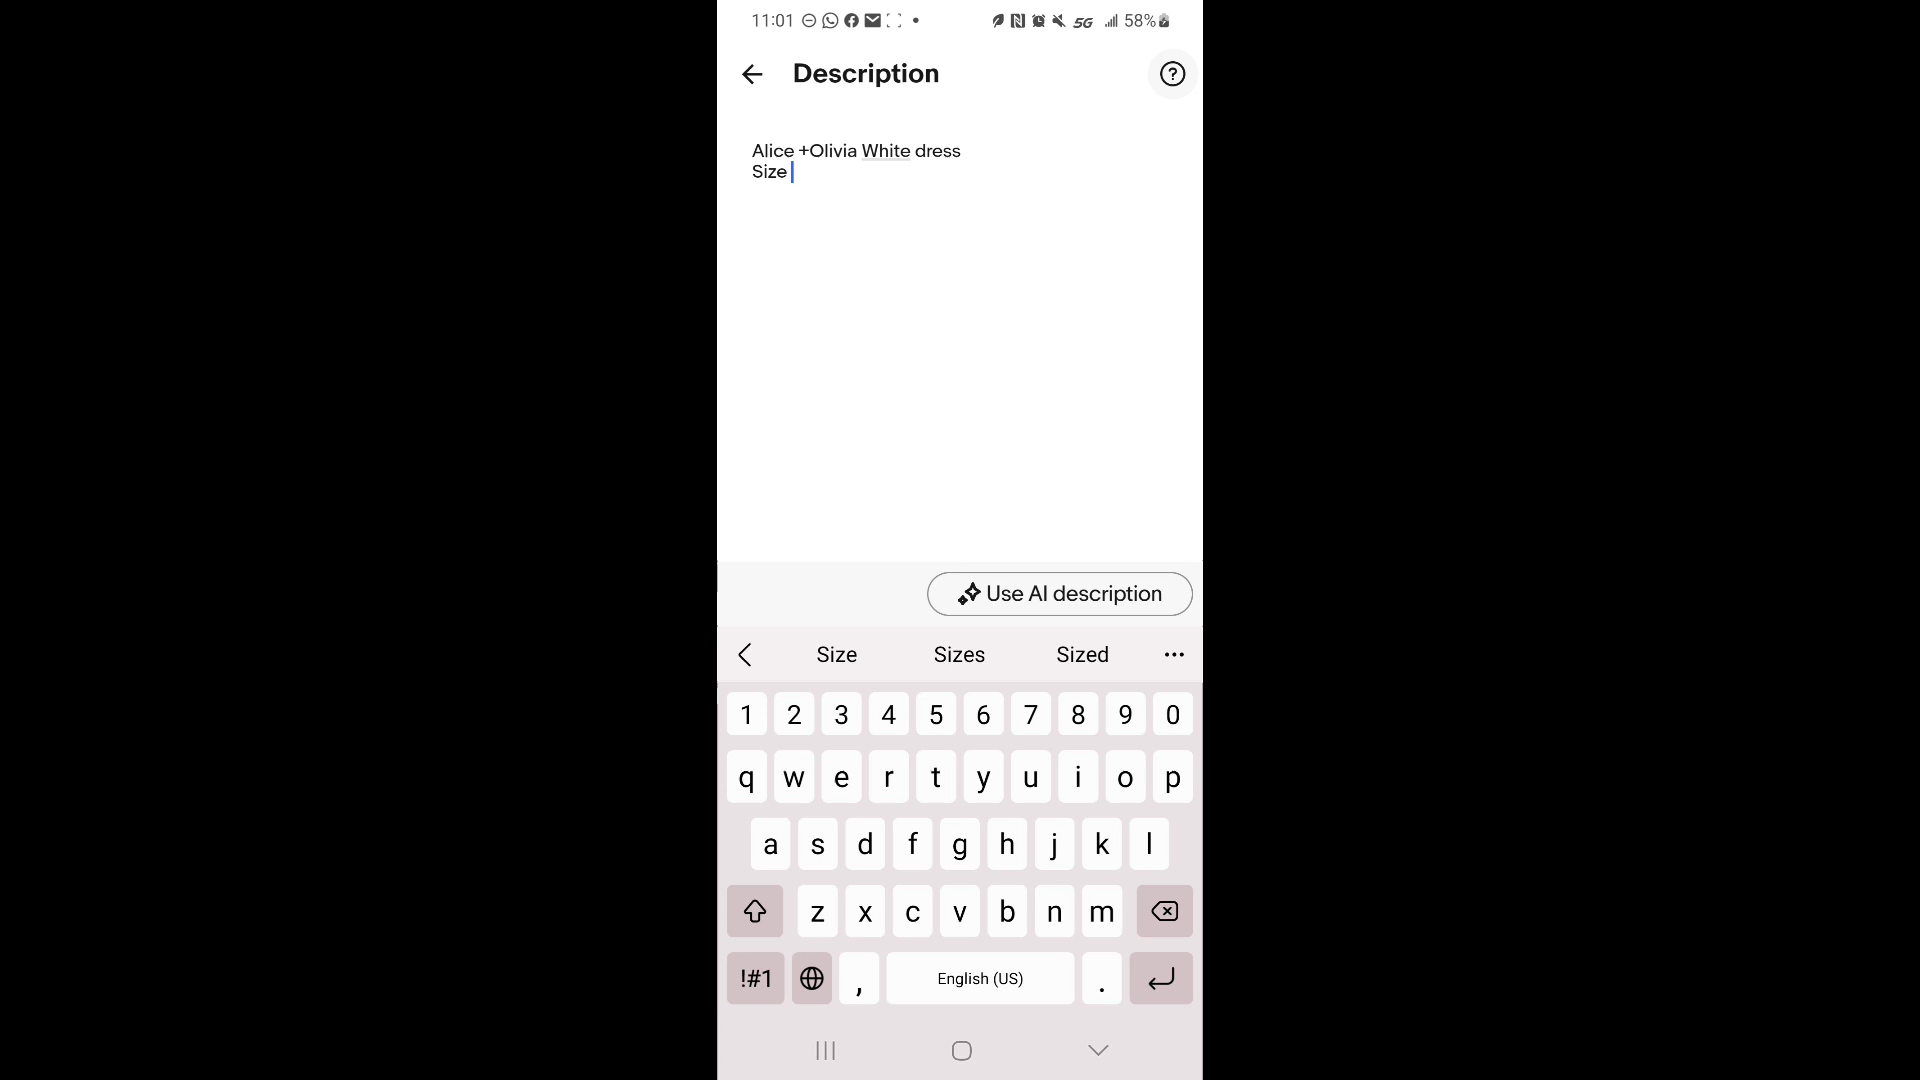 11:01 5G 58%
Description
Alice +Olivia White dress
Size
Use AI description
Size Sizes Sized
1 2 3 4 5 6 7 8 9 0
q w e r t y u i o p
a s d f g h j k l
z x c v b n m
!#1 , English (US) .